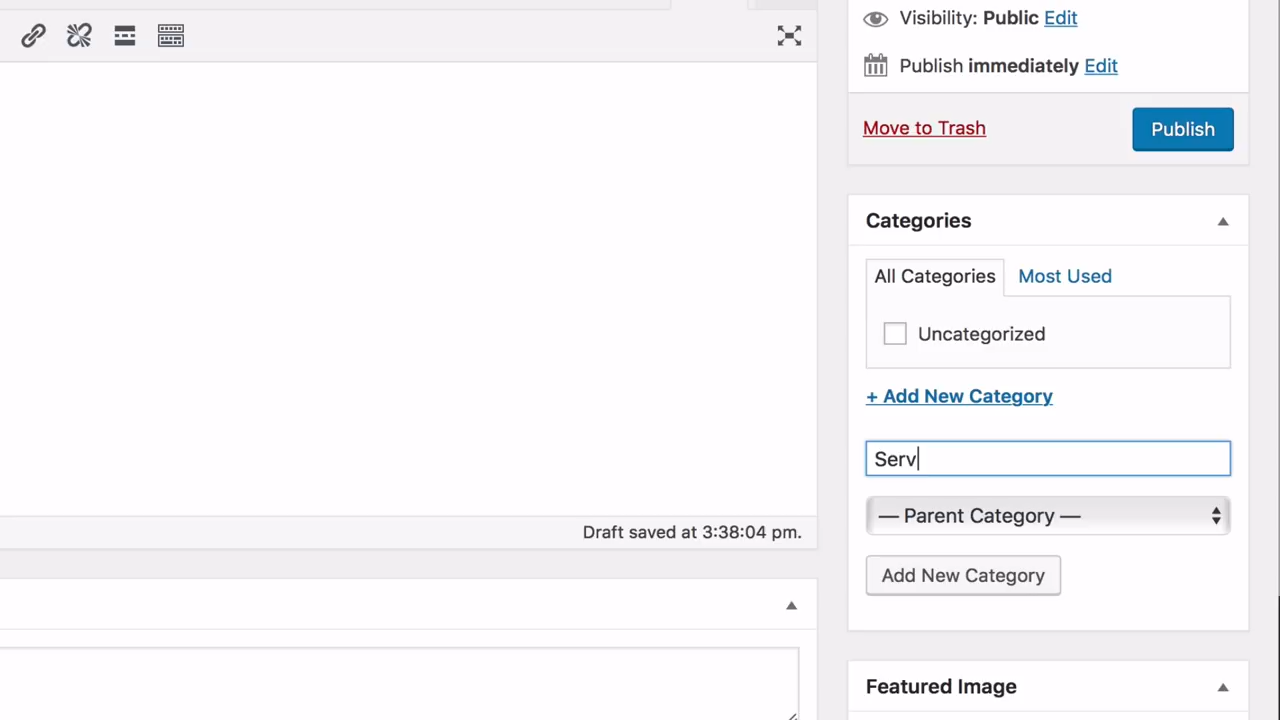 Visibility: Public Edit
Publish immediately Edit
Move to Trash
Publish
Categories
All Categories
Most Used
Uncategorized
+ Add New Category
Serv
— Parent Category —
Add New Category
Draft saved at 3:38:04 pm.
Featured Image